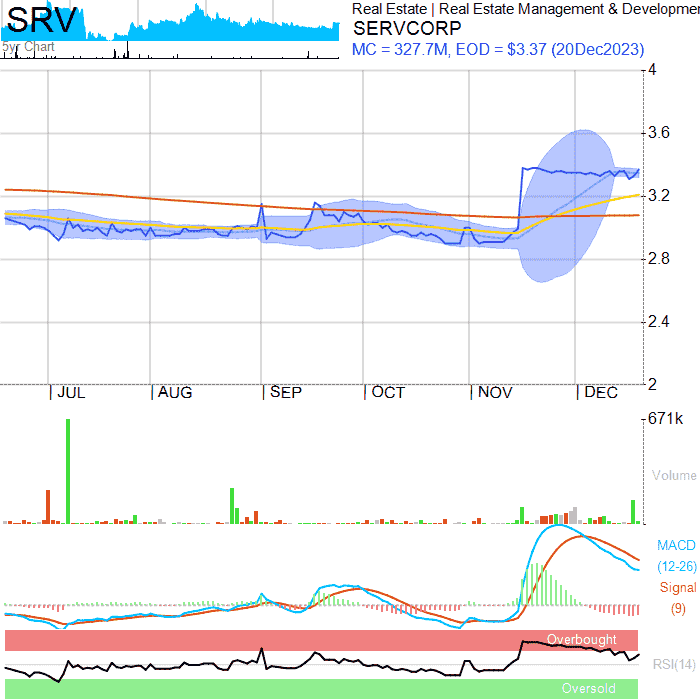 SRV
5yr Chart
Real Estate | Real Estate Management & Developmen
SERVCORP
MC = 327.7M, EOD = $3.37 (20Dec2023)
4
3.6
3.2
2.8
2.4
2
JUL AUG SEP OCT NOV DEC
671k
Volume
MACD
(12-26)
Signal
(9)
Overbought
RSI(14)
Oversold